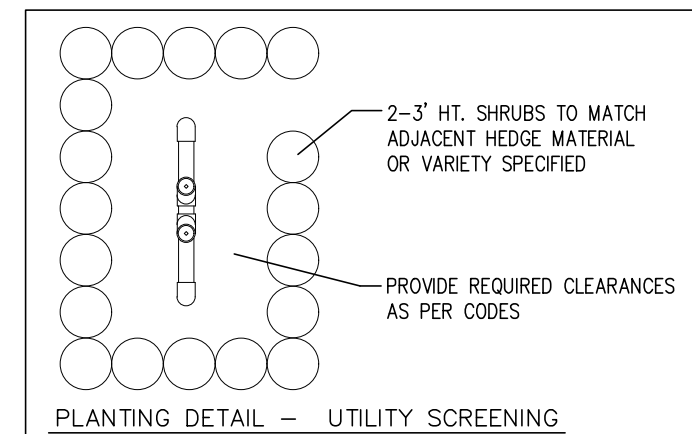 2-3' HT. SHRUBS TO MATCH
ADJACENT HEDGE MATERIAL
OR VARIETY SPECIFIED
PROVIDE REQUIRED CLEARANCES
AS PER CODES
PLANTING DETAIL - UTILITY SCREENING